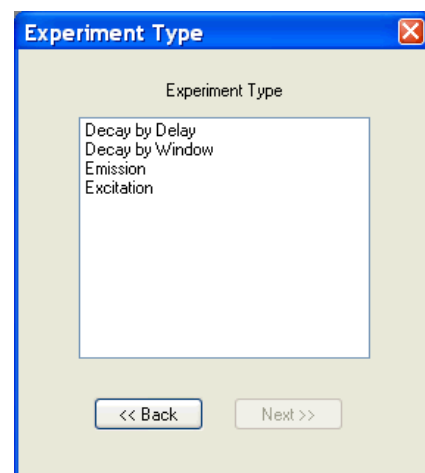 Experiment Type
Experiment Type
Decay by Delay
Decay by Window
Emission
Excitation
<< Back
Next >>